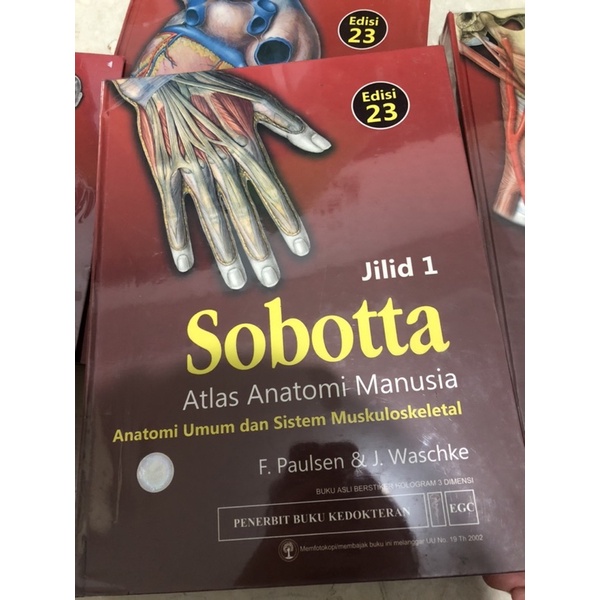 Edisi
23
Edisi
23
Jilid 1
Sobotta
Atlas Anatomi Manusia
Anatomi Umum dan Sistem Muskuloskeletal
F. Paulsen & J. Waschke
BUKU ASLI BERSTIKER HOLOGRAM 3 DIMENSI
PENERBIT BUKU KEDOKTERAN EGC
Memfotokopi/membajak buku ini melanggar UU No. 19 Th 2002